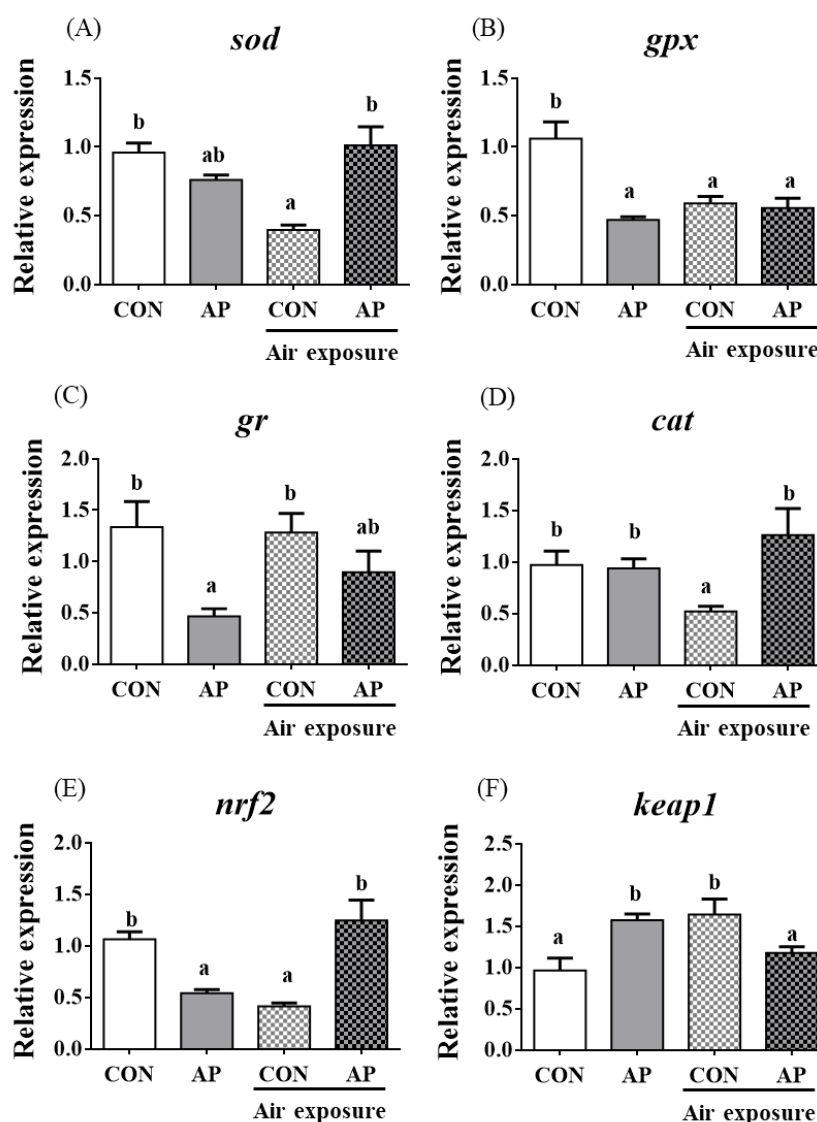 (A)
sod
Relative expression
1.5
1.0
0.5
0.0
b
ab
a
b
CON AP CON AP
Air exposure
(B)
gpx
Relative expression
1.5
1.0
0.5
0.0
b
a
a
a
CON AP CON AP
Air exposure
(C)
gr
Relative expression
2.0
1.5
1.0
0.5
0.0
b
a
b
ab
CON AP CON AP
Air exposure
(D)
cat
Relative expression
2.0
1.5
1.0
0.5
0.0
b
b
a
b
CON AP CON AP
Air exposure
(E)
nrf2
Relative expression
2.0
1.5
1.0
0.5
0.0
b
a
a
b
CON AP CON AP
Air exposure
(F)
keap1
Relative expression
2.5
2.0
1.5
1.0
0.5
0.0
a
b
b
a
CON AP CON AP
Air exposure